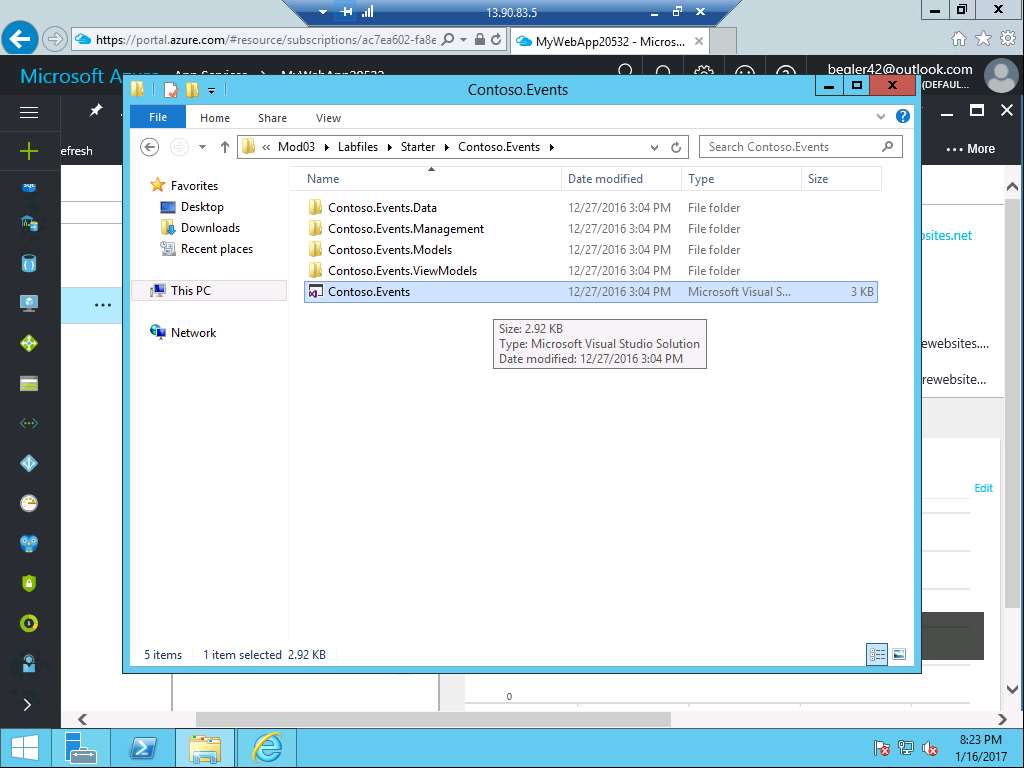 13.90.83.5
https://portal.azure.com/#resource/subscriptions/ac7ea602-fa8e
MyWebApp20532 - Micros...
Microsoft Azure
App Services
MyWebApp20532
begler42@outlook.com
(DEFAUL...
Contoso.Events
File
Home
Share
View
efresh
« Mod03 Labfiles Starter Contoso.Events
Search Contoso.Events
More
Name
Date modified
Type
Size
Favorites
Desktop
Downloads
Recent places
This PC
Network
Contoso.Events.Data 12/27/2016 3:04 PM File folder
Contoso.Events.Management 12/27/2016 3:04 PM File folder
Contoso.Events.Models 12/27/2016 3:04 PM File folder
Contoso.Events.ViewModels 12/27/2016 3:04 PM File folder
Contoso.Events 12/27/2016 3:04 PM Microsoft Visual S... 3 KB
Size: 2.92 KB
Type: Microsoft Visual Studio Solution
Date modified: 12/27/2016 3:04 PM
sites.net
ewebsites....
rewebsite...
Edit
5 items 1 item selected 2.92 KB
0
8:23 PM
1/16/2017